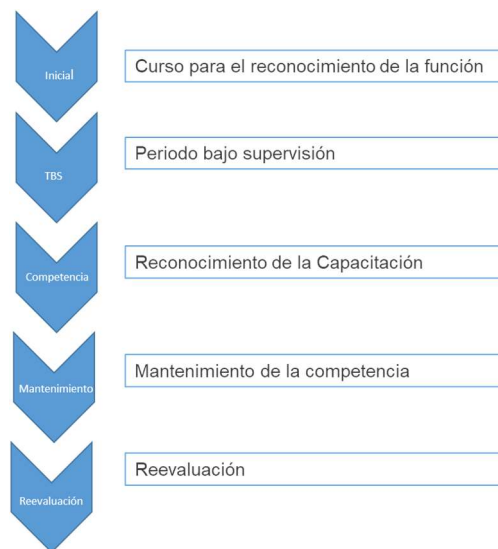 Inicial
Curso para el reconocimiento de la función
TBS
Periodo bajo supervisión
Competencia
Reconocimiento de la Capacitación
Mantenimiento
Mantenimiento de la competencia
Reevaluación
Reevaluación